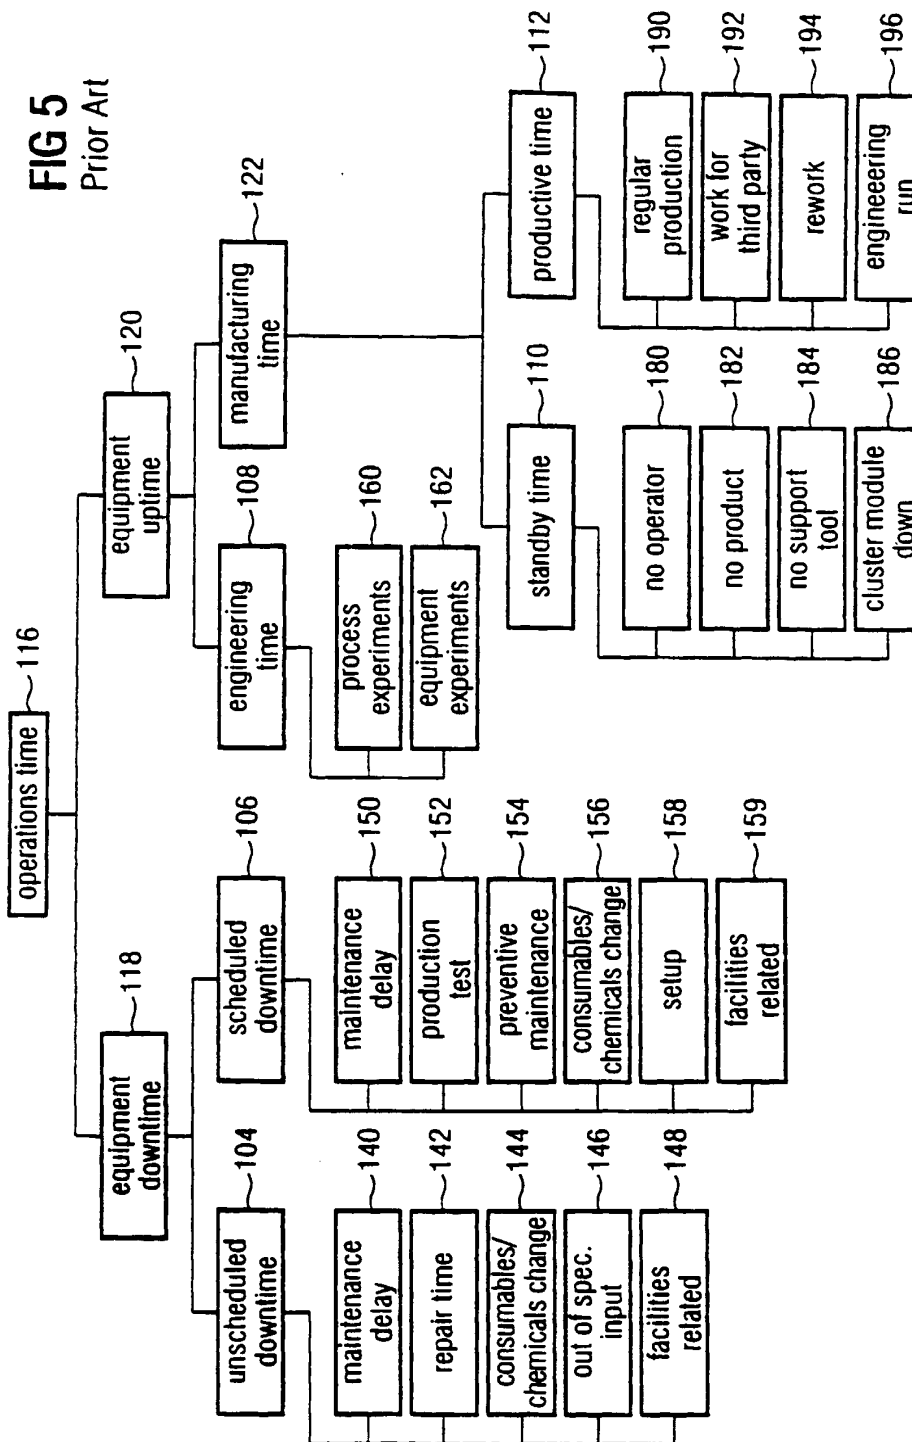 FIG 5
Prior Art
operations time
116
equipment
downtime
118
equipment
uptime
120
unscheduled
downtime
104
scheduled
downtime
106
engineering
time
108
manufacturing
time
122
maintenance
delay
140
repair time
142
consumables/
chemicals change
144
out of spec.
input
146
facilities
related
148
maintenance
delay
150
production
test
152
preventive
maintenance
154
consumables/
chemicals change
156
setup
158
facilities
related
159
process
experiments
160
equipment
experiments
162
standby time
110
productive time
112
no operator
180
no product
182
no support
tool
184
cluster module
down
186
regular
production
190
work for
third party
192
rework
194
engineeering
run
196